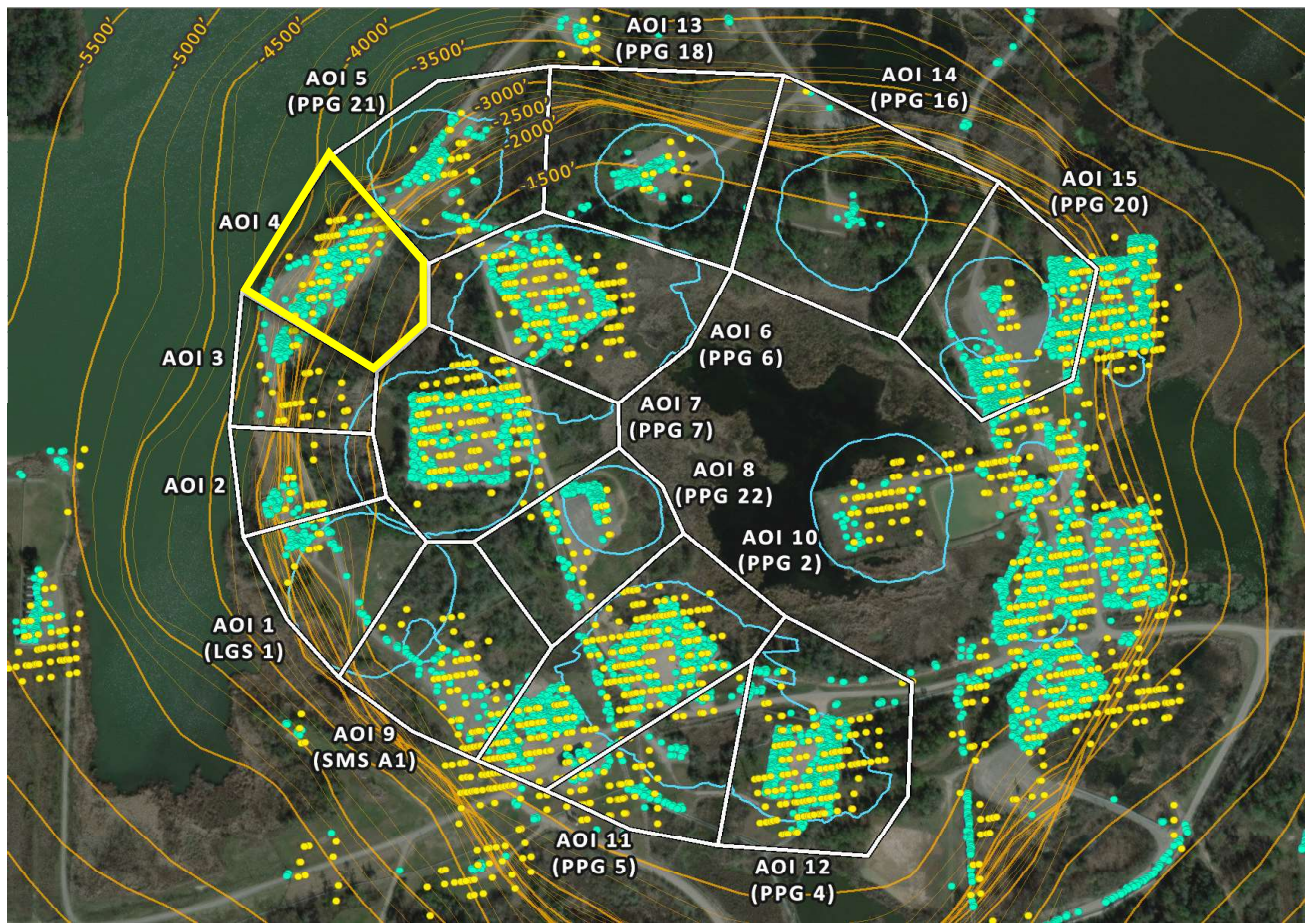 -5500'
-5000'
-4500'
-4000'
-3500'
-3000'
-2500'
-2000'
-1500'
AOI 13
(PPG 18)
AOI 14
(PPG 16)
AOI 5
(PPG 21)
AOI 15
(PPG 20)
AOI 4
AOI 3
AOI 6
(PPG 6)
AOI 7
(PPG 7)
AOI 8
(PPG 22)
AOI 2
AOI 10
(PPG 2)
AOI 1
(LGS 1)
AOI 9
(SMS A1)
AOI 11
(PPG 5)
AOI 12
(PPG 4)